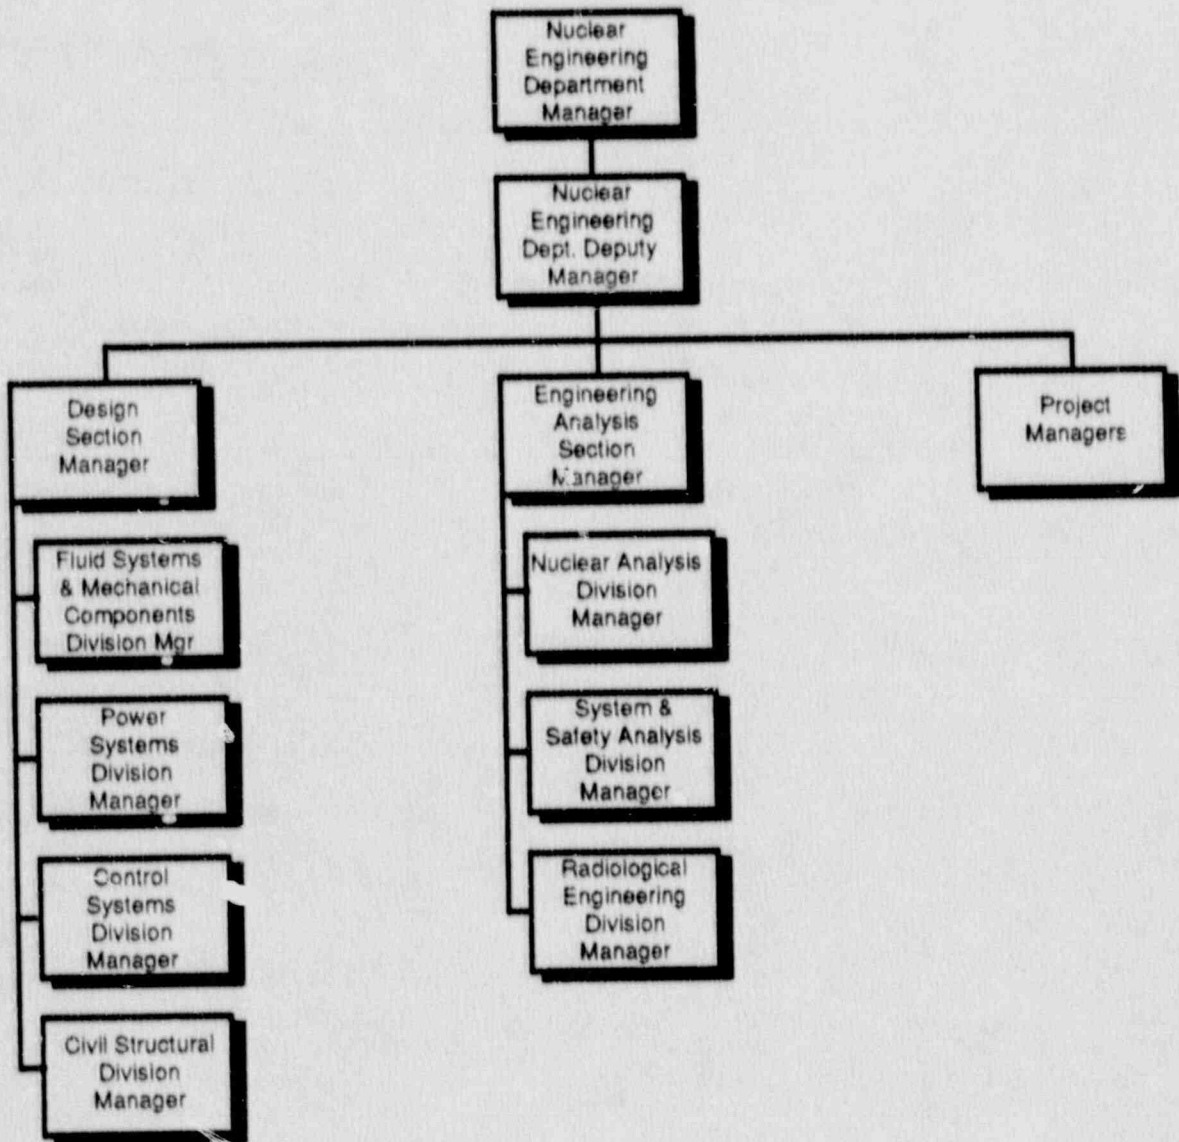 Nuclear
Engineering
Department
Manager
Nuclear
Engineering
Dept. Deputy
Manager
Design
Section
Manager
Engineering
Analysis
Section
Manager
Project
Managers
Fluid Systems
& Mechanical
Components
Division Mgr
Nuclear Analysis
Division
Manager
Power
Systems
Division
Manager
System &
Safety Analysis
Division
Manager
Control
Systems
Division
Manager
Radiological
Engineering
Division
Manager
Civil Structural
Division
Manager